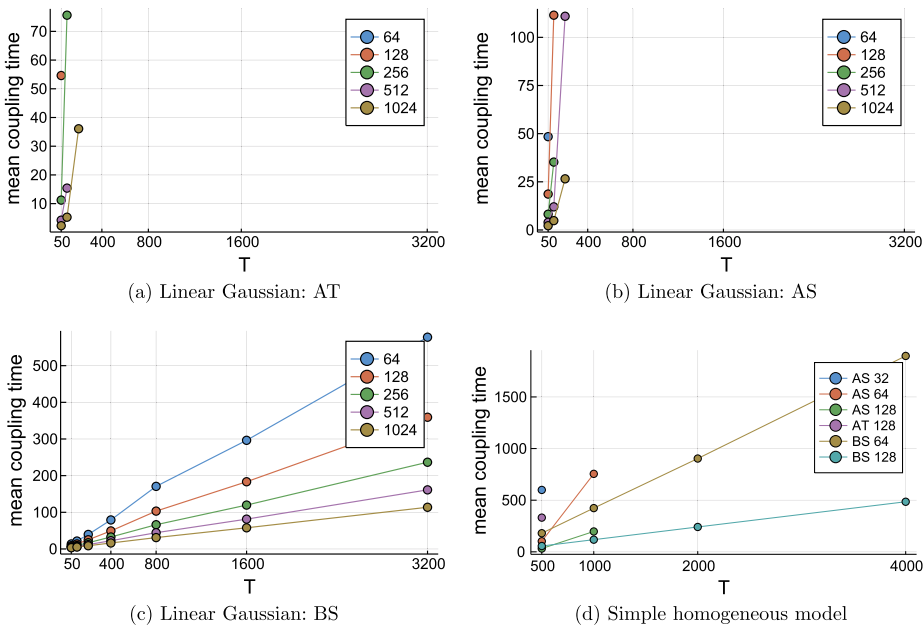 mean coupling time
70
60
50
40
30
20
10
50 400 800 1600 3200
T
64
128
256
512
1024
(a) Linear Gaussian: AT
mean coupling time
100
75
50
25
0
50 400 800 1600 3200
T
64
128
256
512
1024
(b) Linear Gaussian: AS
mean coupling time
500
400
300
200
100
0
50 400 800 1600 3200
T
64
128
256
512
1024
(c) Linear Gaussian: BS
mean coupling time
1500
1000
500
0
500 1000 2000 4000
T
AS 32
AS 64
AS 128
AT 128
BS 64
BS 128
(d) Simple homogeneous model